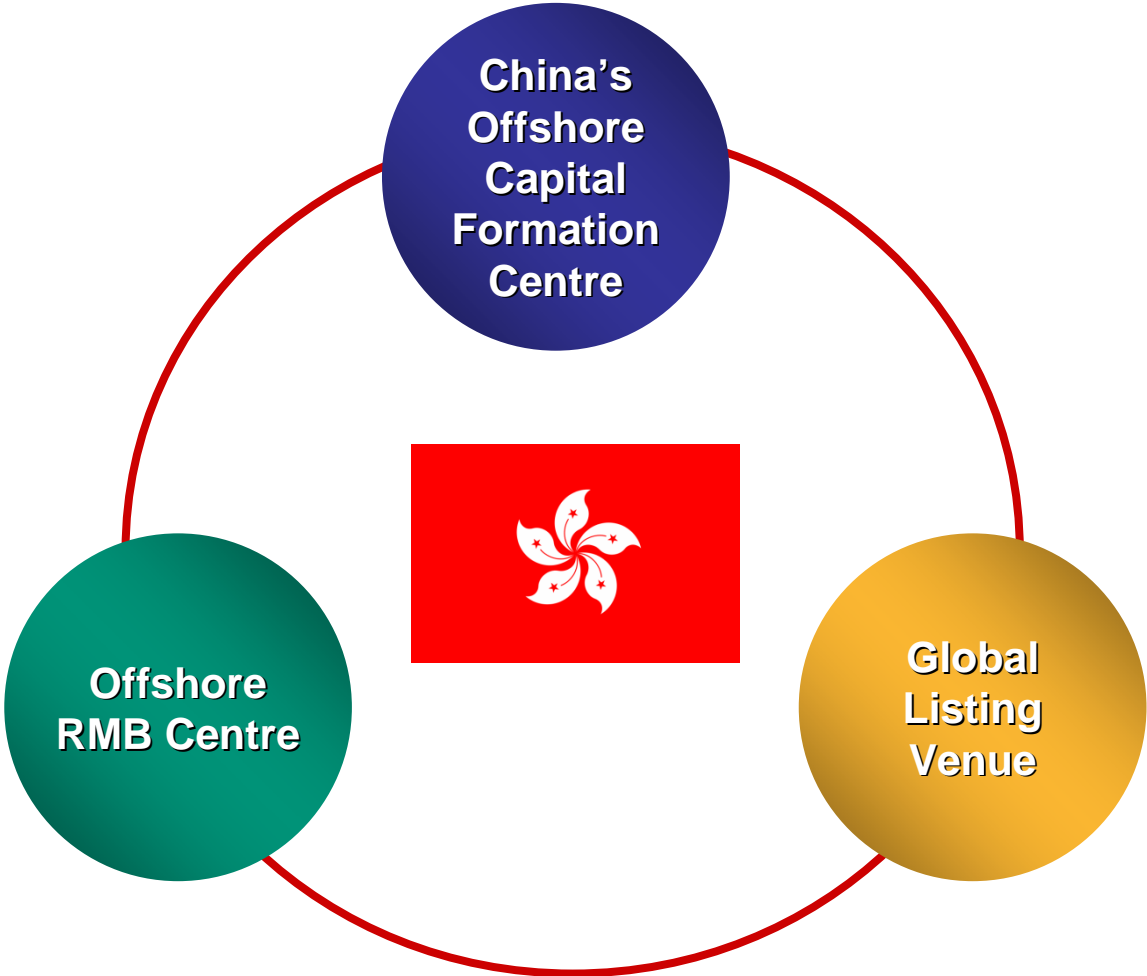 China’s
Offshore
Capital
Formation
Centre
Offshore
RMB Centre
Global
Listing
Venue